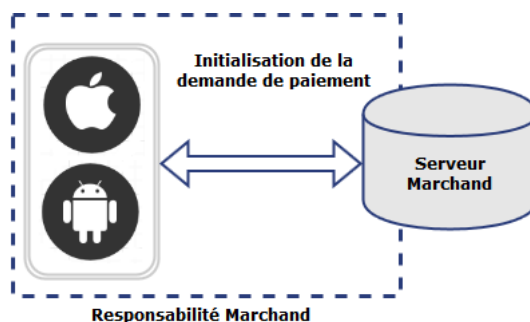 Initialisation de la
demande de paiement
Serveur
Marchand
Responsabilité Marchand